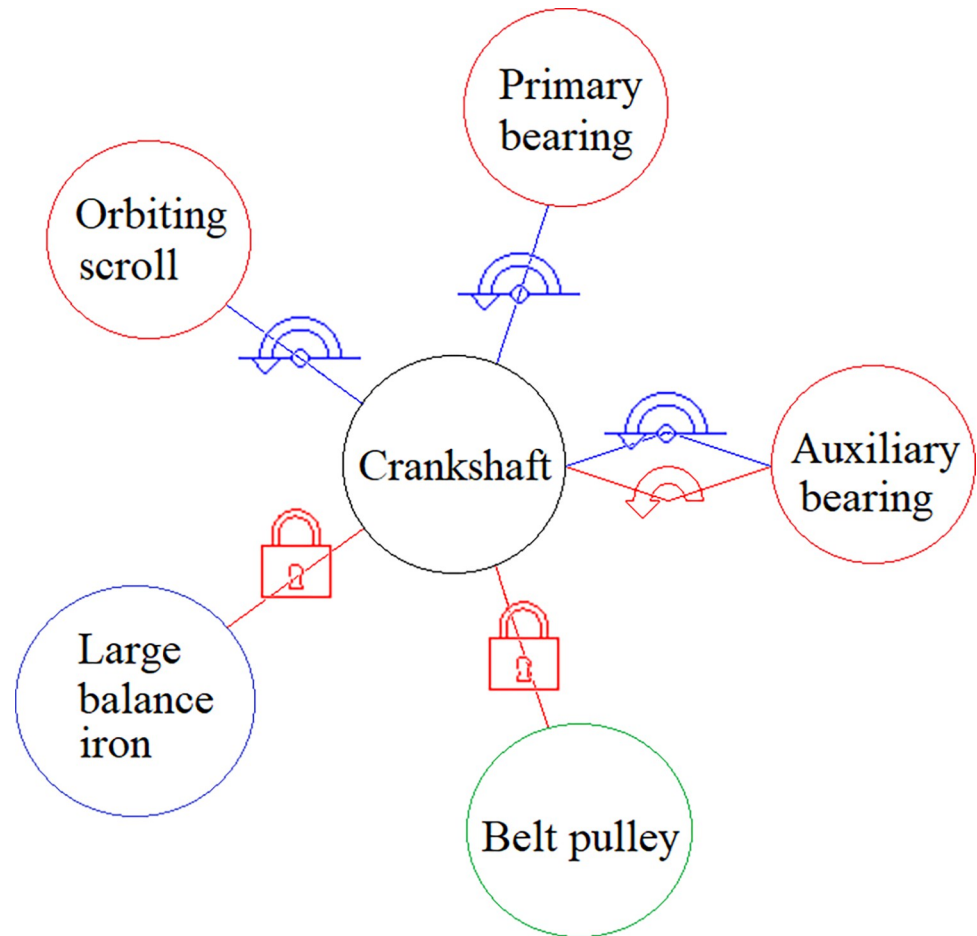 Primary
bearing
Orbiting
scroll
Crankshaft
Auxiliary
bearing
Large
balance
iron
Belt pulley